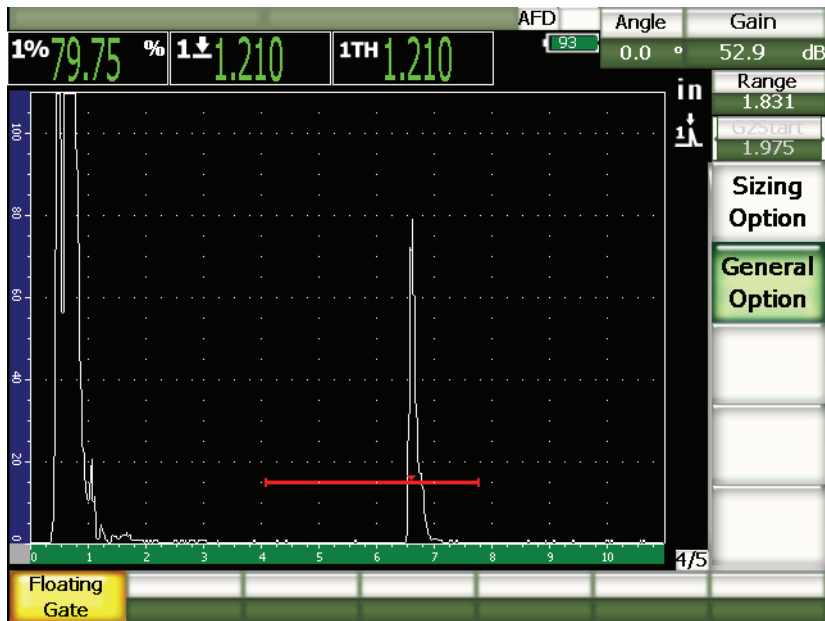 AFD
Angle
Gain
1% 79.75 %
1 1.210
1TH 1.210
93
0.0 °
52.9 dB
in
Range
1.831
1
G2Start
1.975
Sizing
Option
General
Option
100
80
60
40
20
0
0 1 2 3 4 5 6 7 8 9 10
4/5
Floating
Gate